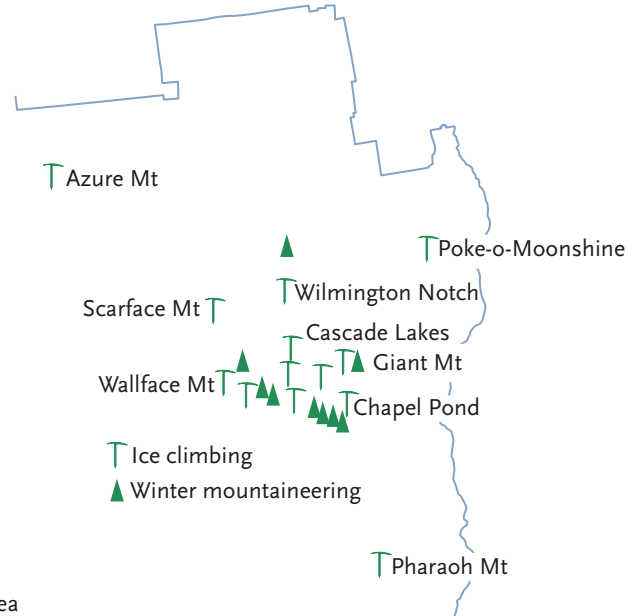 Azure Mt
Poke-o-Moonshine
Wilmington Notch
Scarface Mt
Cascade Lakes
Giant Mt
Wallface Mt
Chapel Pond
Ice climbing
Winter mountaineering
Pharaoh Mt
ea